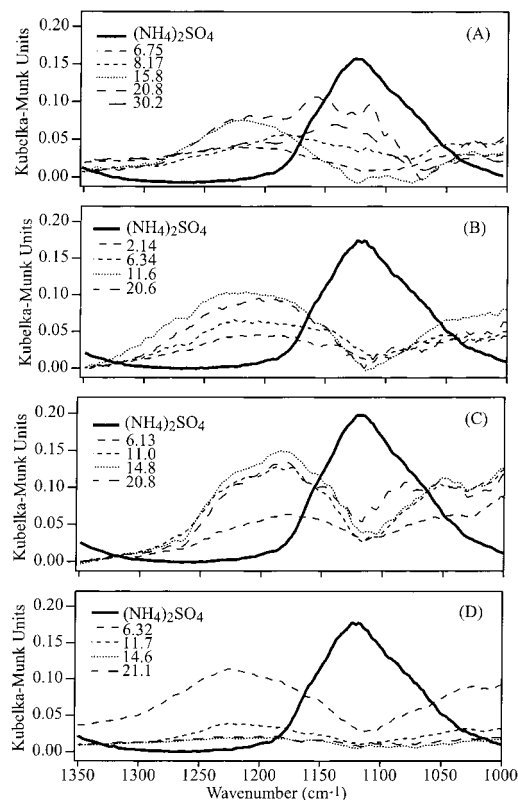 0.20
0.15
0.10
0.05
0.00
Kubelka-Munk Units
(A)
(NH4)2SO4
6.75
8.17
15.8
20.8
30.2
0.20
0.15
0.10
0.05
0.00
Kubelka-Munk Units
(B)
(NH4)2SO4
2.14
6.34
11.6
20.6
0.20
0.15
0.10
0.05
0.00
Kubelka-Munk Units
(C)
(NH4)2SO4
6.13
11.0
14.8
20.8
0.20
0.15
0.10
0.05
0.00
Kubelka-Munk Units
(D)
(NH4)2SO4
6.32
11.7
14.6
21.1
1350 1300 1250 1200 1150 1100 1050 1000
Wavenumber (cm-1)